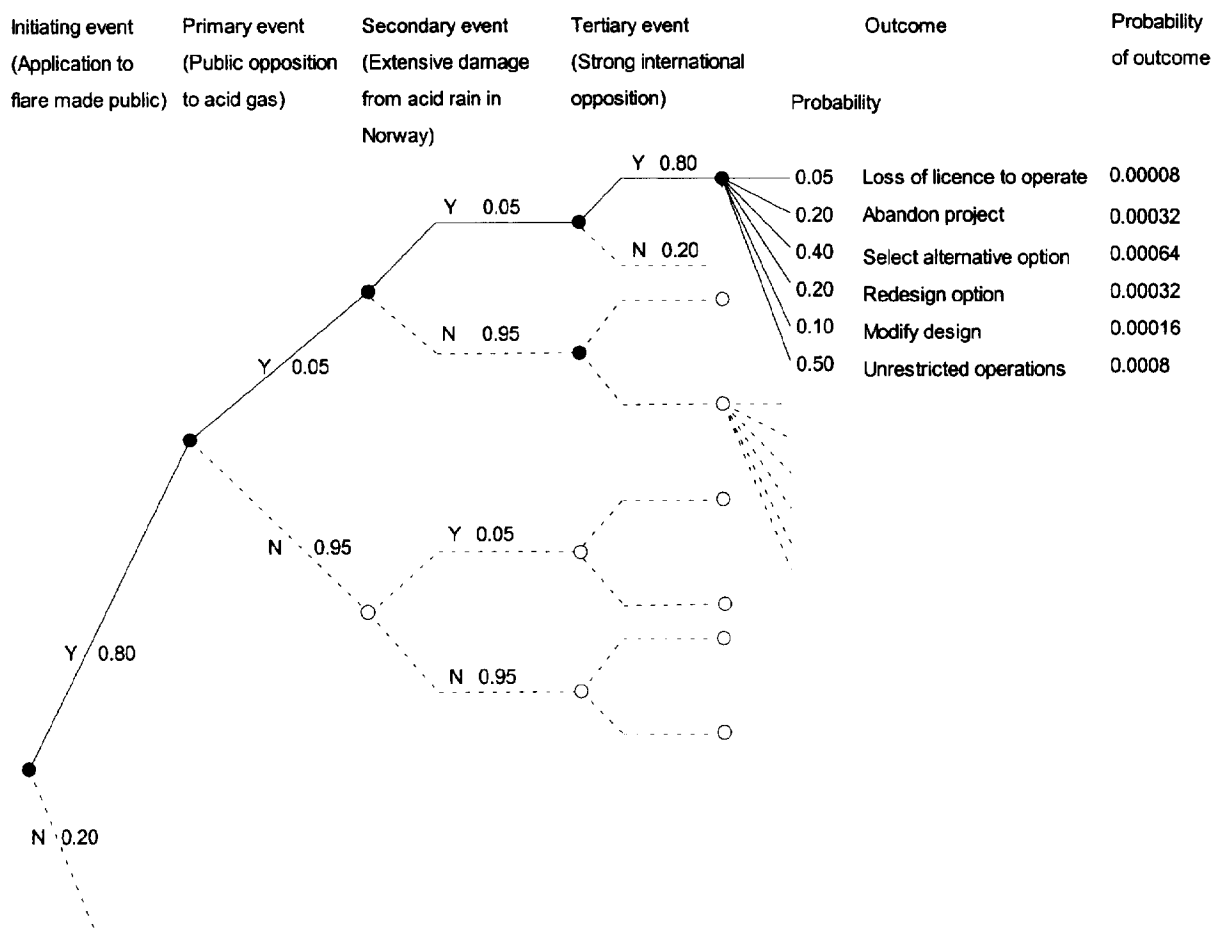 Initiating event
(Application to
flare made public)
Primary event
(Public opposition
to acid gas)
Secondary event
(Extensive damage
from acid rain in
Norway)
Tertiary event
(Strong international
opposition)
Probability
Outcome
Probability
of outcome
Y 0.80
N 0.20
Y 0.05
N 0.95
Y 0.05
N 0.95
Y 0.05
N 0.95
Y 0.80
N 0.20
0.05 Loss of licence to operate 0.00008
0.20 Abandon project 0.00032
0.40 Select alternative option 0.00064
0.20 Redesign option 0.00032
0.10 Modify design 0.00016
0.50 Unrestricted operations 0.0008